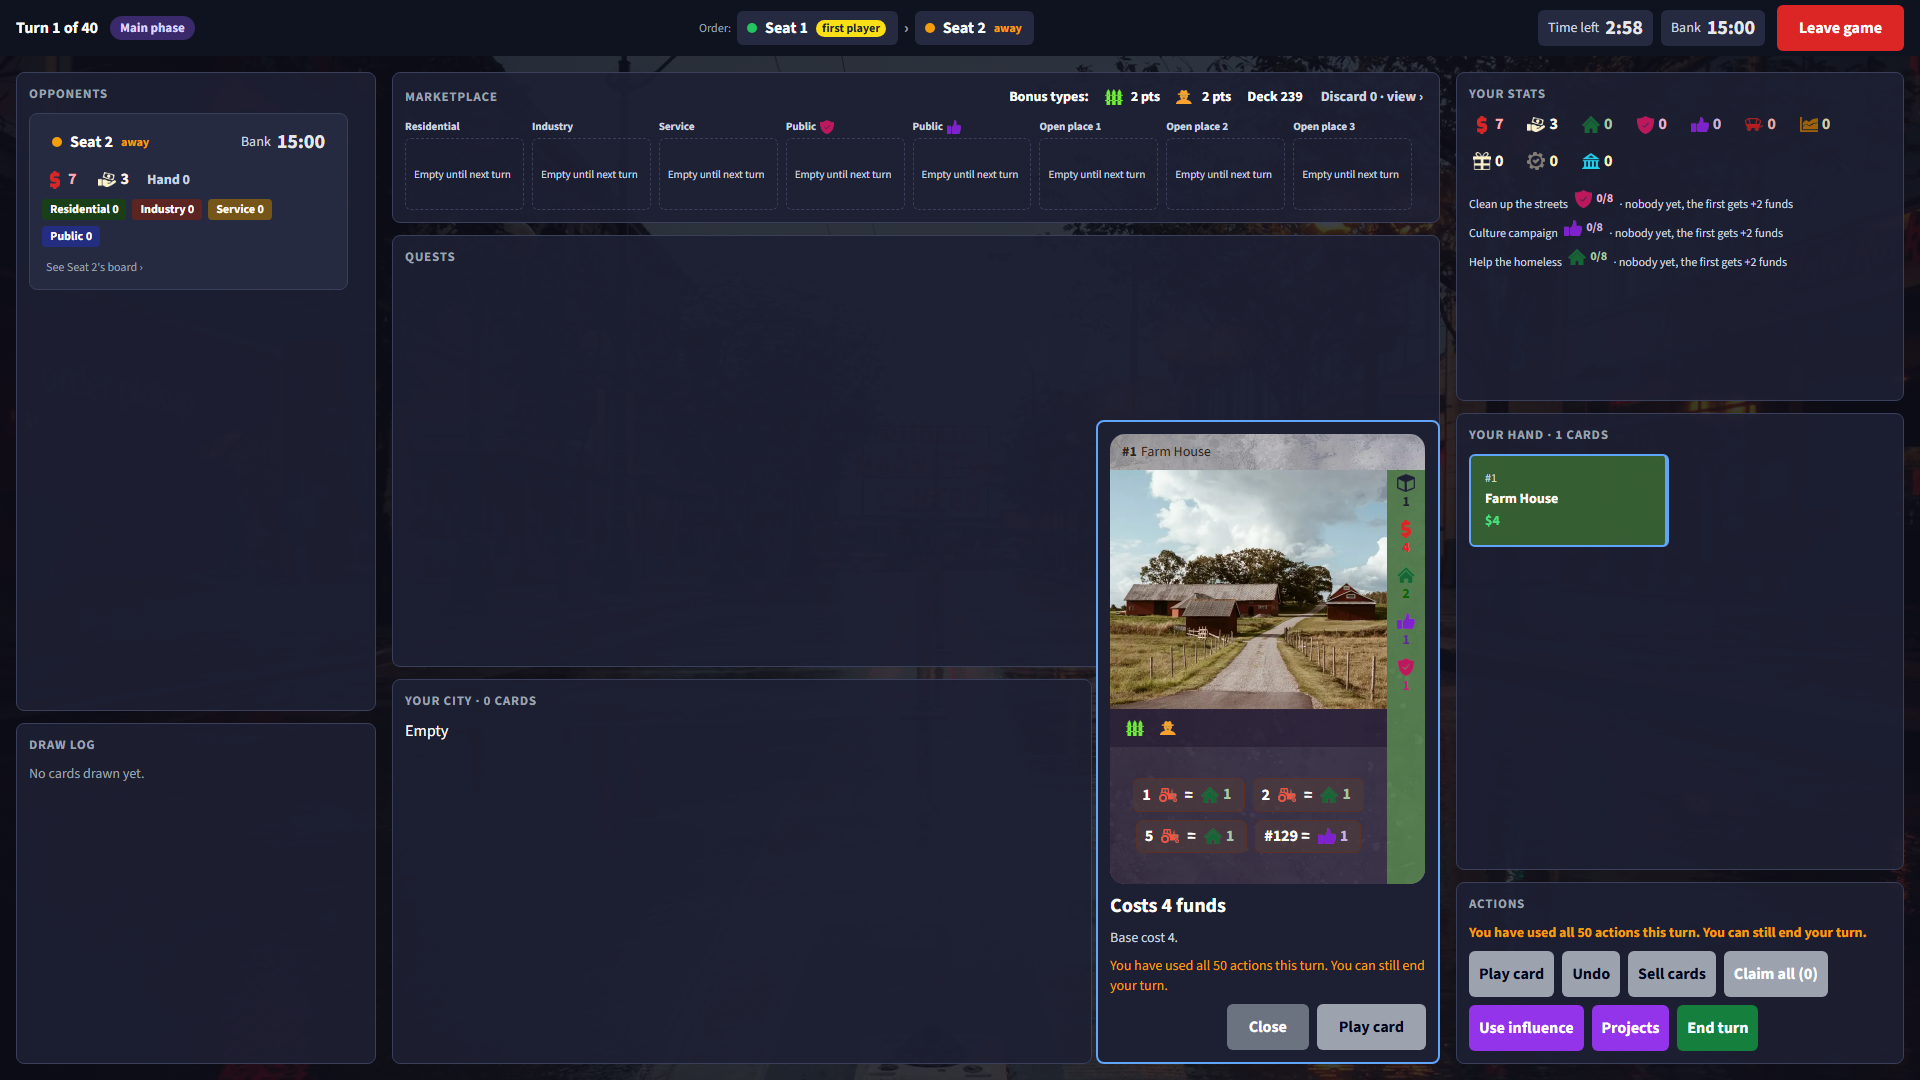 Turn 1 of 40
Main phase
Order:
Seat 1
first player
›
Seat 2
away
Time left 2:58
Bank 15:00
Leave game
OPPONENTS
Seat 2 away
Bank 15:00
7
3
Hand 0
Residential 0
Industry 0
Service 0
Public 0
See Seat 2's board ›
DRAW LOG
No cards drawn yet.
MARKETPLACE
Bonus types:
2 pts
2 pts
Deck 239
Discard 0 · view ›
Residential
Industry
Service
Public
Public
Open place 1
Open place 2
Open place 3
Empty until next turn
Empty until next turn
Empty until next turn
Empty until next turn
Empty until next turn
Empty until next turn
Empty until next turn
Empty until next turn
QUESTS
YOUR CITY · 0 CARDS
Empty
#1 Farm House
1
4
2
1
1
1 = 1
2 = 1
5 = 1
#129 = 1
Costs 4 funds
Base cost 4.
You have used all 50 actions this turn. You can still end
your turn.
Close
Play card
YOUR STATS
$ 7
3
0
0
0
0
0
0
0
0
Clean up the streets 0/8 · nobody yet, the first gets +2 funds
Culture campaign 0/8 · nobody yet, the first gets +2 funds
Help the homeless 0/8 · nobody yet, the first gets +2 funds
YOUR HAND · 1 CARDS
#1
Farm House
$4
ACTIONS
You have used all 50 actions this turn. You can still end your turn.
Play card
Undo
Sell cards
Claim all (0)
Use influence
Projects
End turn